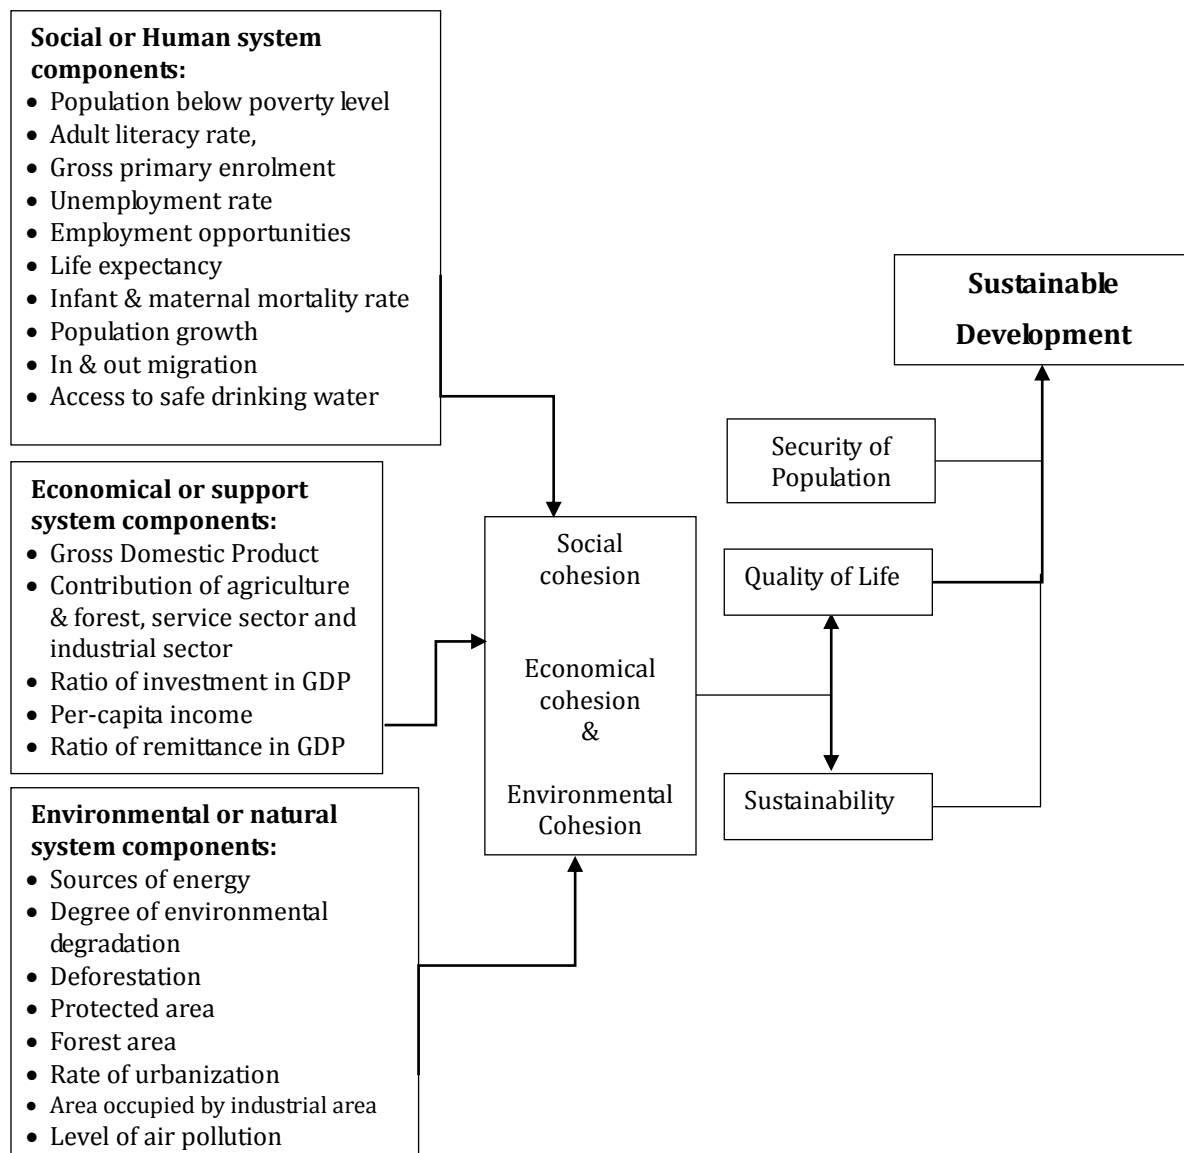 Social or Human system
components:
• Population below poverty level
• Adult literacy rate,
• Gross primary enrolment
• Unemployment rate
• Employment opportunities
• Life expectancy
• Infant & maternal mortality rate
• Population growth
• In & out migration
• Access to safe drinking water
Economical or support
system components:
• Gross Domestic Product
• Contribution of agriculture
& forest, service sector and
industrial sector
• Ratio of investment in GDP
• Per-capita income
• Ratio of remittance in GDP
Environmental or natural
system components:
• Sources of energy
• Degree of environmental
degradation
• Deforestation
• Protected area
• Forest area
• Rate of urbanization
• Area occupied by industrial area
• Level of air pollution
Social
cohesion
Economical
cohesion
&
Environmental
Cohesion
Security of
Population
Quality of Life
Sustainability
Sustainable
Development